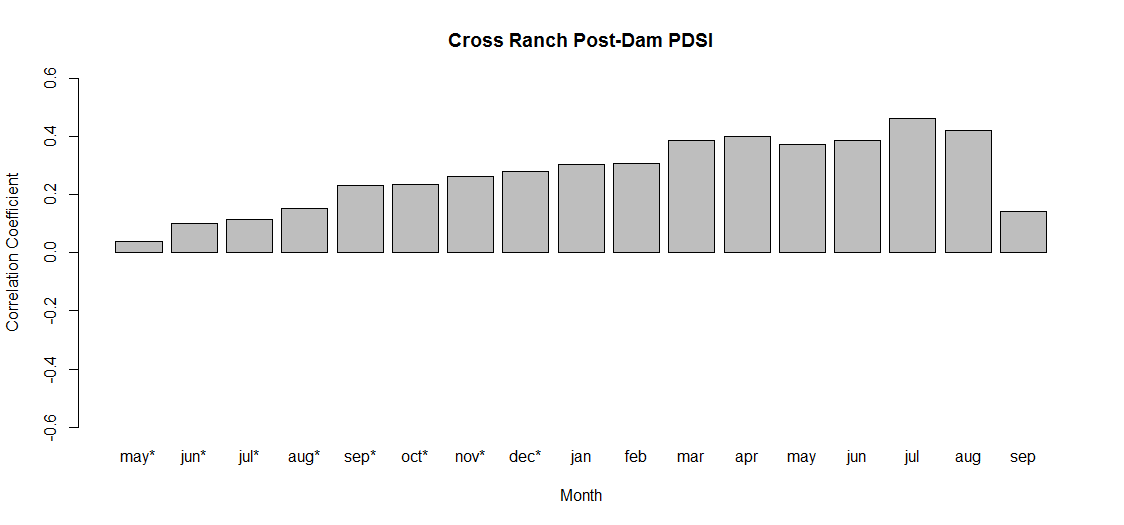 Cross Ranch Post-Dam PDSI
Correlation Coefficient
0.6
0.4
0.2
0.0
-0.2
-0.4
-0.6
may* jun* jul* aug* sep* oct* nov* dec* jan feb mar apr may jun jul aug sep
Month